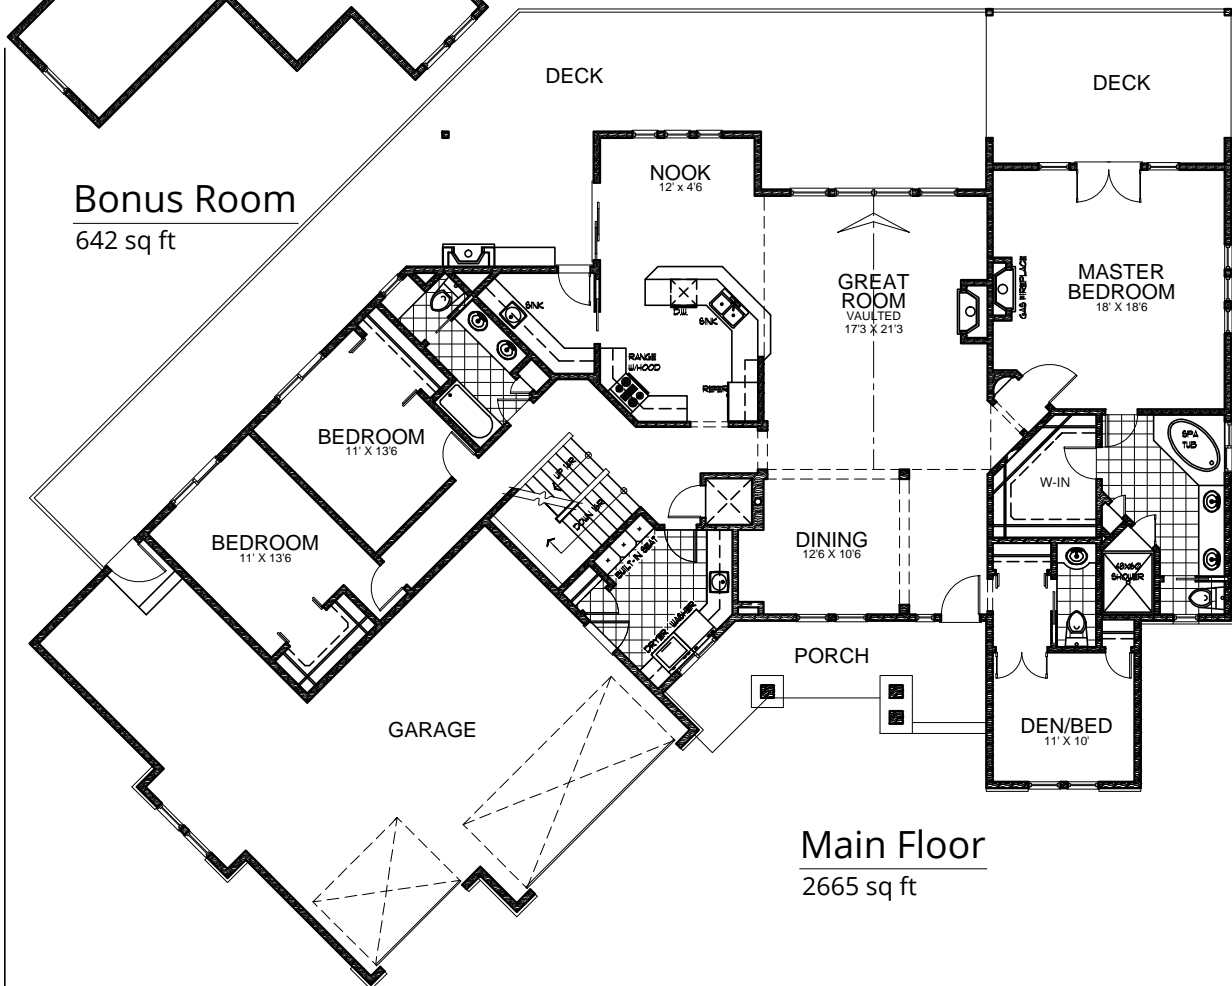 DECK
DECK
NOOK
12' x 4'6
Bonus Room
642 sq ft
GREAT
ROOM
VAULTED
17'3 X 21'3
GAS FIREPLACE
MASTER
BEDROOM
18' X 18'6
SINK
D.W.
SINK
RANGE
W/HOOD
REFER
BEDROOM
11' X 13'6
SPA
TUB
UP 16R
W-IN
DOWN 16R
BEDROOM
11' X 13'6
DINING
12'6 X 10'6
BUILT-IN SEAT
SHOWER
DRYER WASHER
PORCH
GARAGE
DEN/BED
11' X 10'
Main Floor
2665 sq ft